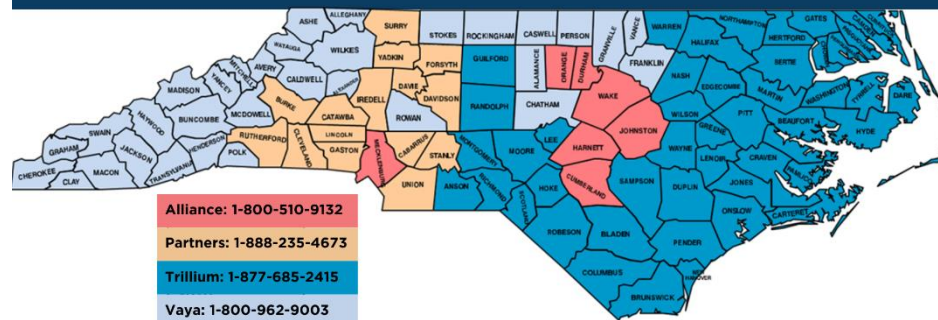 ASHE
ALLEGHANY
SURRY
STOKES
ROCKINGHAM
CASWELL
PERSON
GRANVILLE
VANCE
WARREN
NORTHAMPTON
GATES
HERTFORD
HALIFAX
WATAUGA
WILKES
YADKIN
FORSYTH
GUILFORD
ALAMANCE
ORANGE
DURHAM
FRANKLIN
BERTIE
MITCHELL
AVERY
CALDWELL
ALEXANDER
IREDELL
DAVIE
DAVIDSON
RANDOLPH
CHATHAM
WAKE
NASH
EDGECOMBE
MARTIN
WASHINGTON
TYRRELL
DARE
MADISON
YANCEY
MCDOWELL
BURKE
CATAWBA
ROWAN
WILSON
PITT
BEAUFORT
HYDE
SWAIN
HAYWOOD
BUNCOMBE
RUTHERFORD
LINCOLN
CABARRUS
STANLY
MONTGOMERY
MOORE
LEE
HARNETT
JOHNSTON
WAYNE
GREENE
LENOIR
CRAVEN
PAMLICO
GRAHAM
JACKSON
HENDERSON
POLK
CLEVELAND
GASTON
MECKLENBURG
CHEROKEE
CLAY
MACON
TRANSYLVANIA
UNION
ANSON
RICHMOND
SCOTLAND
HOKE
CUMBERLAND
SAMPSON
DUPLIN
JONES
ONSLOW
CARTERET
ROBESON
BLADEN
PENDER
COLUMBUS
NEW
HANOVER
BRUNSWICK
Alliance: 1-800-510-9132
Partners: 1-888-235-4673
Trillium: 1-877-685-2415
Vaya: 1-800-962-9003